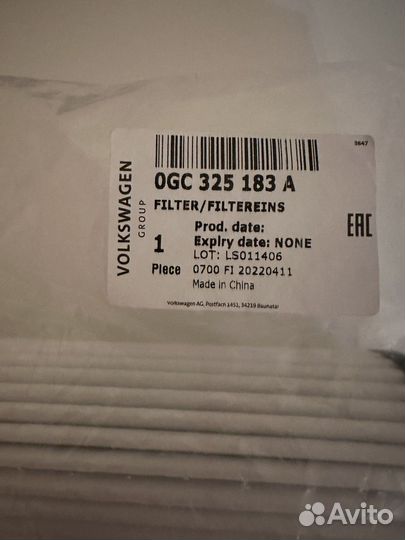 3647
VOLKSWAGEN
GROUP
0GC 325 183 A
FILTER/FILTEREINS
Prod. date:
1 Expiry date: NONE
LOT: LS011406
Piece 0700 FI 20220411
Made in China
Volkswagen AG, Postfach 1451, 34219 Baunatal
EAC
Avito